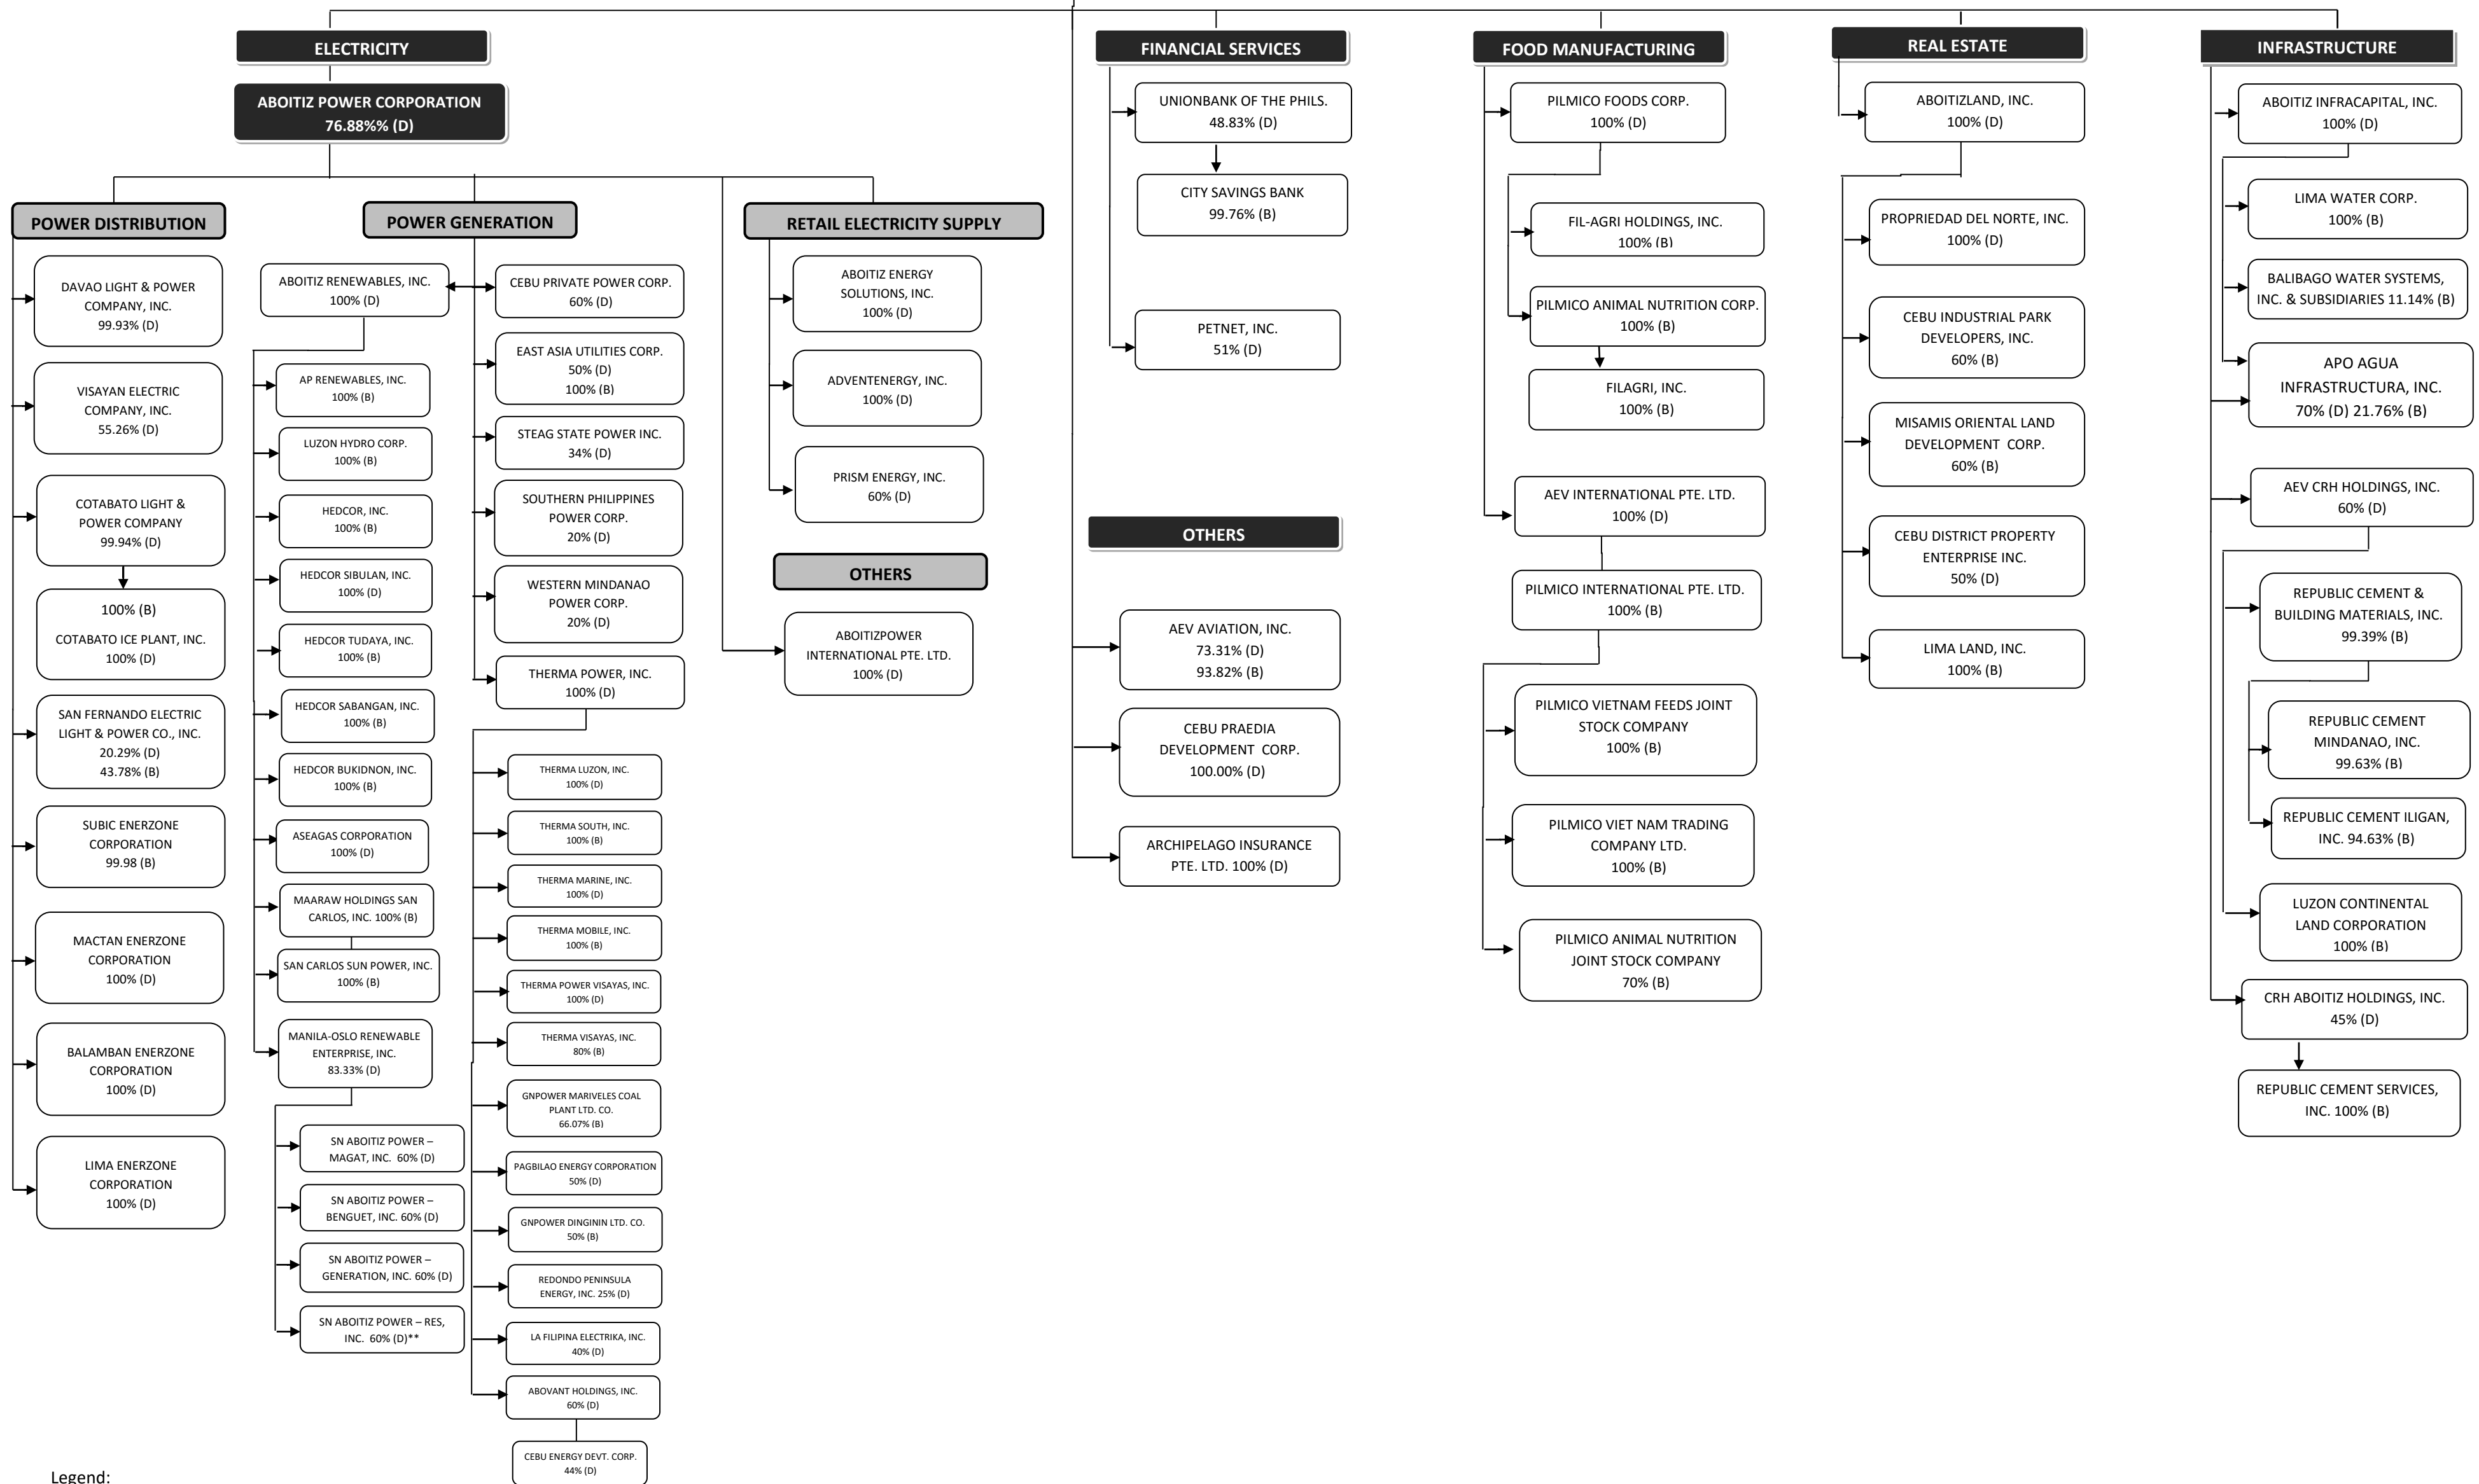 ELECTRICITY
ABOITIZ POWER CORPORATION
76.88%% (D)
POWER DISTRIBUTION
DAVAO LIGHT & POWER
COMPANY, INC.
99.93% (D)
VISAYAN ELECTRIC
COMPANY, INC.
55.26% (D)
COTABATO LIGHT &
POWER COMPANY
99.94% (D)
100% (B)
COTABATO ICE PLANT, INC.
100% (D)
SAN FERNANDO ELECTRIC
LIGHT & POWER CO., INC.
20.29% (D)
43.78% (B)
SUBIC ENERZONE
CORPORATION
99.98 (B)
MACTAN ENERZONE
CORPORATION
100% (D)
BALAMBAN ENERZONE
CORPORATION
100% (D)
LIMA ENERZONE
CORPORATION
100% (D)
POWER GENERATION
ABOITIZ RENEWABLES, INC.
100% (D)
AP RENEWABLES, INC.
100% (B)
LUZON HYDRO CORP.
100% (B)
HEDCOR, INC.
100% (B)
HEDCOR SIBULAN, INC.
100% (D)
HEDCOR TUDAYA, INC.
100% (B)
HEDCOR SABANGAN, INC.
100% (B)
HEDCOR BUKIDNON, INC.
100% (B)
ASEAGAS CORPORATION
100% (D)
MAARAW HOLDINGS SAN
CARLOS, INC. 100% (B)
SAN CARLOS SUN POWER, INC.
100% (B)
MANILA-OSLO RENEWABLE
ENTERPRISE, INC.
83.33% (D)
SN ABOITIZ POWER –
MAGAT, INC. 60% (D)
SN ABOITIZ POWER –
BENGUET, INC. 60% (D)
SN ABOITIZ POWER –
GENERATION, INC. 60% (D)
SN ABOITIZ POWER – RES,
INC. 60% (D)**
CEBU PRIVATE POWER CORP.
60% (D)
EAST ASIA UTILITIES CORP.
50% (D)
100% (B)
STEAG STATE POWER INC.
34% (D)
SOUTHERN PHILIPPINES
POWER CORP.
20% (D)
WESTERN MINDANAO
POWER CORP.
20% (D)
THERMA POWER, INC.
100% (D)
THERMA LUZON, INC.
100% (D)
THERMA SOUTH, INC.
100% (B)
THERMA MARINE, INC.
100% (D)
THERMA MOBILE, INC.
100% (B)
THERMA POWER VISAYAS, INC.
100% (D)
THERMA VISAYAS, INC.
80% (B)
GNPOWER MARIVELES COAL
PLANT LTD. CO.
66.07% (B)
PAGBILAO ENERGY CORPORATION
50% (D)
GNPOWER DINGININ LTD. CO.
50% (B)
REDONDO PENINSULA
ENERGY, INC. 25% (D)
LA FILIPINA ELECTRIKA, INC.
40% (D)
ABOVANT HOLDINGS, INC.
60% (D)
CEBU ENERGY DEVT. CORP.
44% (D)
RETAIL ELECTRICITY SUPPLY
ABOITIZ ENERGY
SOLUTIONS, INC.
100% (D)
ADVENTENERGY, INC.
100% (D)
PRISM ENERGY, INC.
60% (D)
OTHERS
ABOITIZPOWER
INTERNATIONAL PTE. LTD.
100% (D)
FINANCIAL SERVICES
UNIONBANK OF THE PHILS.
48.83% (D)
CITY SAVINGS BANK
99.76% (B)
PETNET, INC.
51% (D)
OTHERS
AEV AVIATION, INC.
73.31% (D)
93.82% (B)
CEBU PRAEDIA
DEVELOPMENT CORP.
100.00% (D)
ARCHIPELAGO INSURANCE
PTE. LTD. 100% (D)
FOOD MANUFACTURING
PILMICO FOODS CORP.
100% (D)
FIL-AGRI HOLDINGS, INC.
100% (B)
PILMICO ANIMAL NUTRITION CORP.
100% (B)
FILAGRI, INC.
100% (B)
AEV INTERNATIONAL PTE. LTD.
100% (D)
PILMICO INTERNATIONAL PTE. LTD.
100% (B)
PILMICO VIETNAM FEEDS JOINT
STOCK COMPANY
100% (B)
PILMICO VIET NAM TRADING
COMPANY LTD.
100% (B)
PILMICO ANIMAL NUTRITION
JOINT STOCK COMPANY
70% (B)
REAL ESTATE
ABOITIZLAND, INC.
100% (D)
PROPRIEDAD DEL NORTE, INC.
100% (D)
CEBU INDUSTRIAL PARK
DEVELOPERS, INC.
60% (B)
MISAMIS ORIENTAL LAND
DEVELOPMENT CORP.
60% (B)
CEBU DISTRICT PROPERTY
ENTERPRISE INC.
50% (D)
LIMA LAND, INC.
100% (B)
INFRASTRUCTURE
ABOITIZ INFRACAPITAL, INC.
100% (D)
LIMA WATER CORP.
100% (B)
BALIBAGO WATER SYSTEMS,
INC. & SUBSIDIARIES 11.14% (B)
APO AGUA
INFRASTRUCTURA, INC.
70% (D) 21.76% (B)
AEV CRH HOLDINGS, INC.
60% (D)
REPUBLIC CEMENT &
BUILDING MATERIALS, INC.
99.39% (B)
REPUBLIC CEMENT
MINDANAO, INC.
99.63% (B)
REPUBLIC CEMENT ILIGAN,
INC. 94.63% (B)
LUZON CONTINENTAL
LAND CORPORATION
100% (B)
CRH ABOITIZ HOLDINGS, INC.
45% (D)
REPUBLIC CEMENT SERVICES,
INC. 100% (B)
Legend: